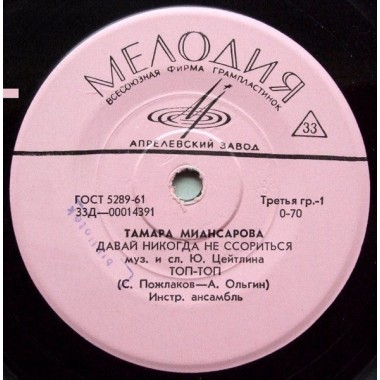 МЕЛОДИЯ
ВСЕСОЮЗНАЯ ФИРМА ГРАМПЛАСТИНОК
33
АПРЕЛЕВСКИЙ ЗАВОД
ГОСТ 5289-61
33Д—00014391
Третья гр.-1
0-70
ТАМАРА МИАНСАРОВА
ДАВАЙ НИКОГДА НЕ ССОРИТЬСЯ
муз. и сл. Ю. Цейтлина
ТОП-ТОП
(С. Пожлаков—А. Ольгин)
Инстр. ансамбль